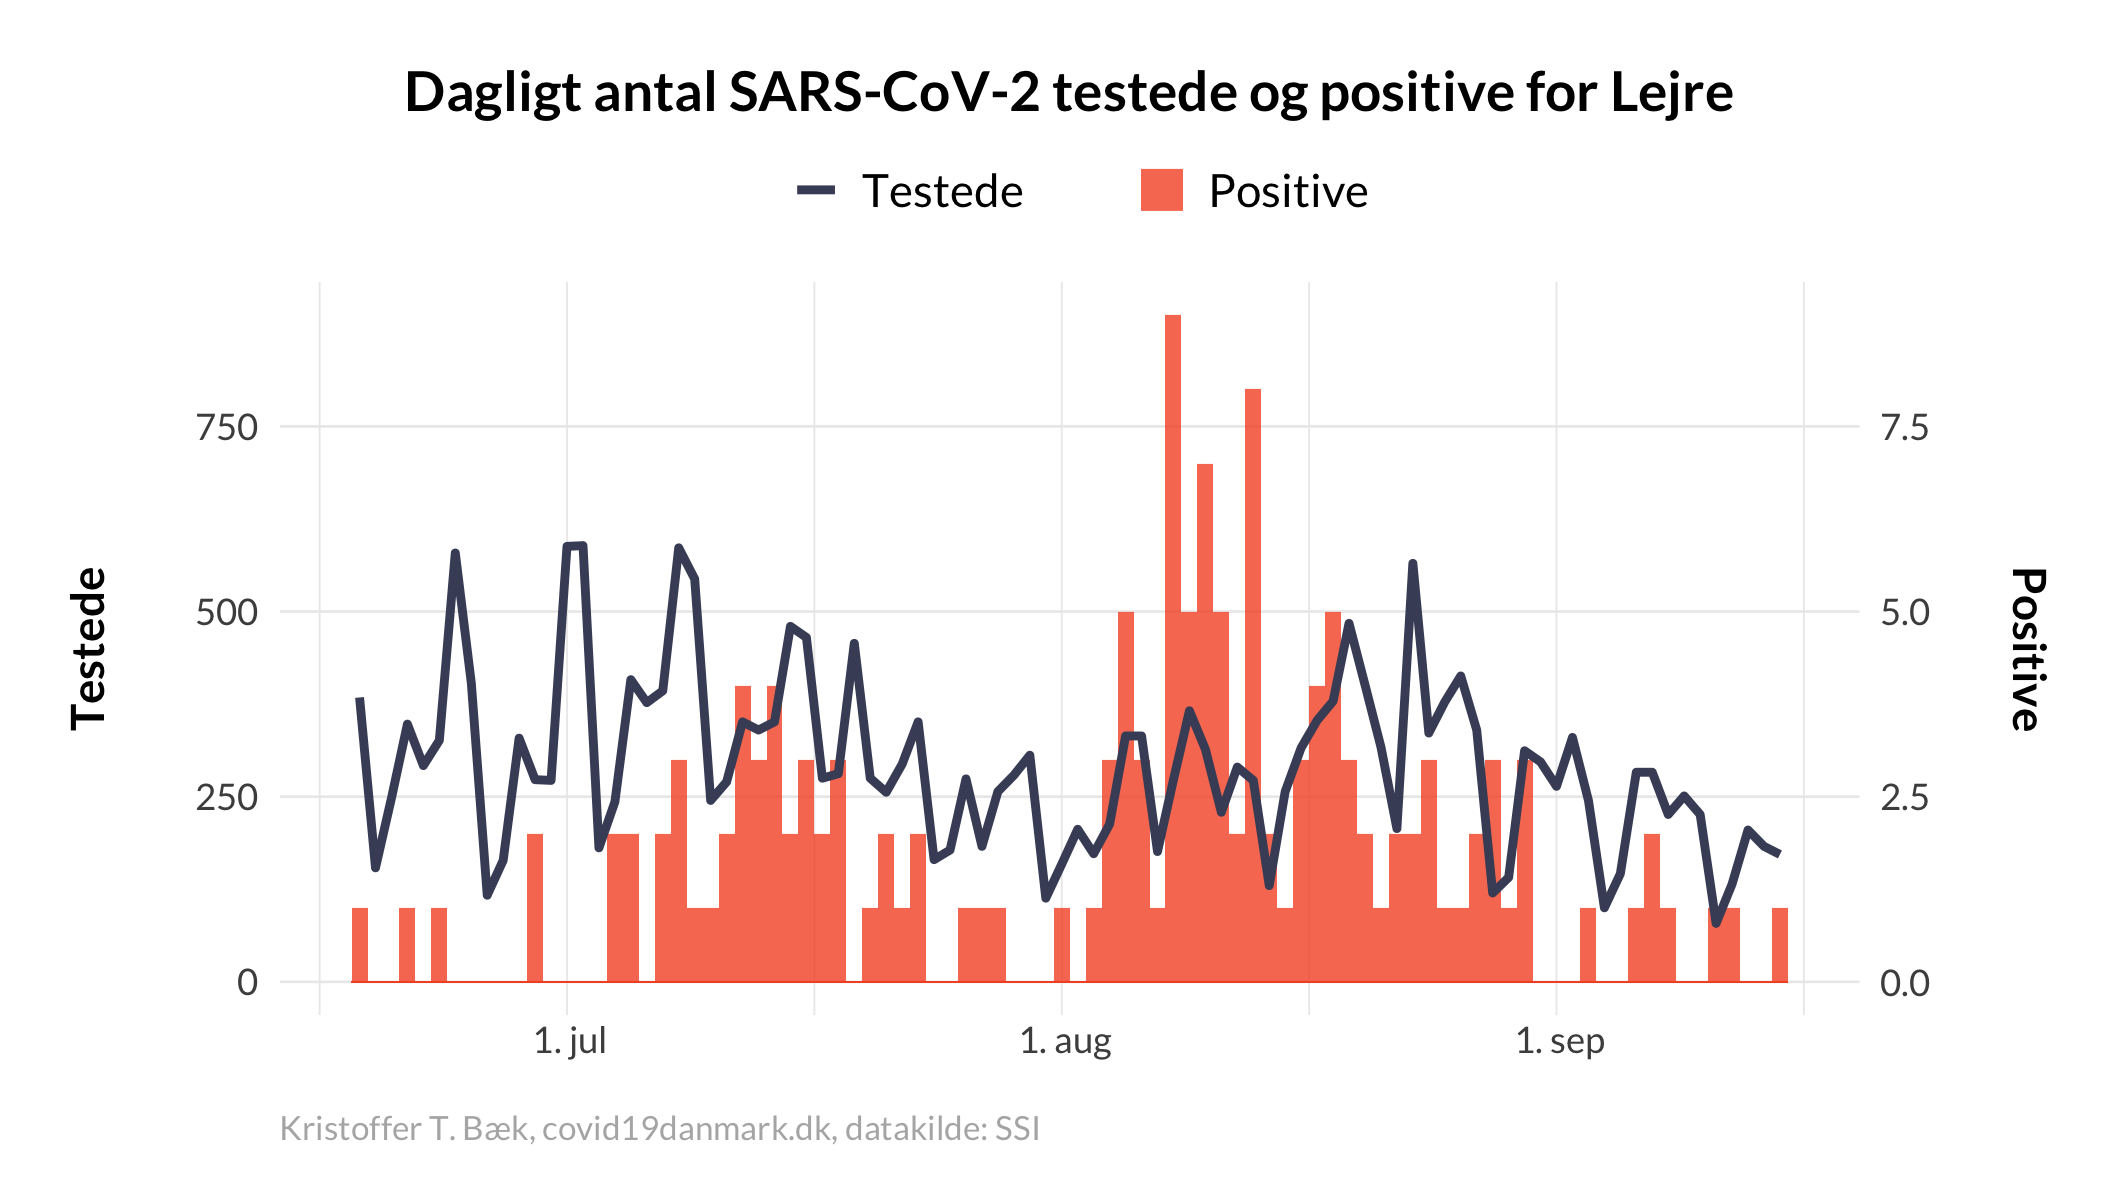 Dagligt antal SARS-CoV-2 testede og positive for Lejre
Testede
Positive
750
500
250
0
7.5
5.0
2.5
0.0
Testede
Positive
1. jul
1. aug
1. sep
Kristoffer T. Bæk, covid19danmark.dk, datakilde: SSI